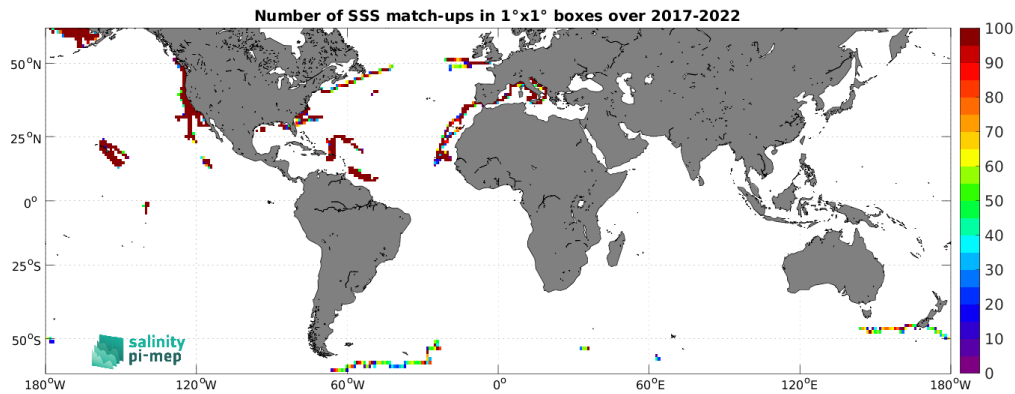 Number of SSS match-ups in 1°x1° boxes over 2017-2022
50°N
25°N
0°
25°S
50°S
180°W
120°W
60°W
0°
60°E
120°E
180°W
100
90
80
70
60
50
40
30
20
10
0
salinity
pi-mep